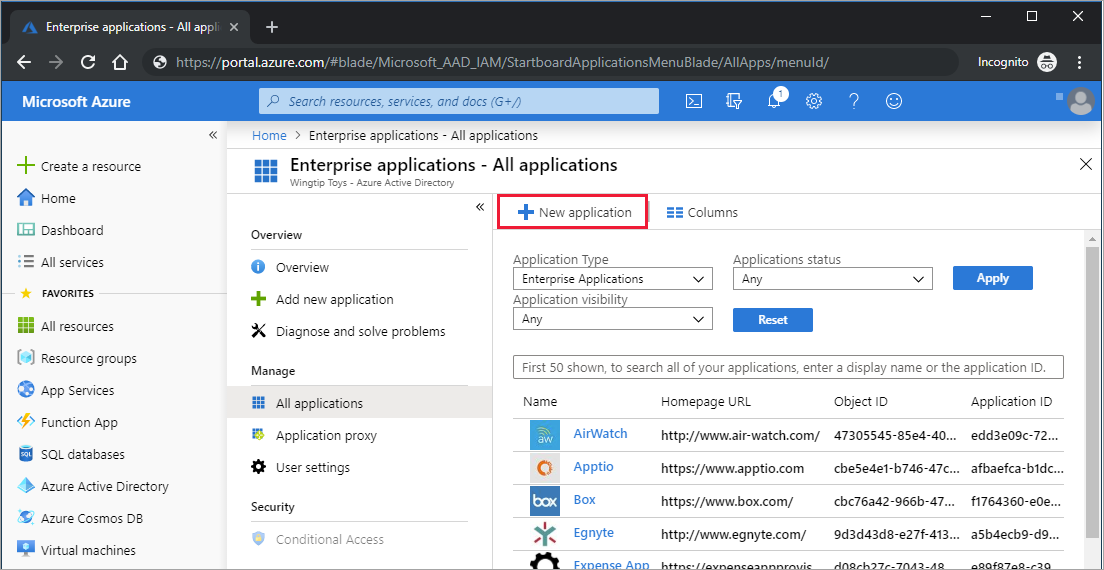 Enterprise applications - All appli
https://portal.azure.com/#blade/Microsoft_AAD_IAM/StartboardApplicationsMenuBlade/AllApps/menuId/
Incognito
Microsoft Azure
Search resources, services, and docs (G+/)
1
Home > Enterprise applications - All applications
Enterprise applications - All applications
Wingtip Toys - Azure Active Directory
Create a resource
Home
Dashboard
All services
FAVORITES
All resources
Resource groups
App Services
Function App
SQL databases
Azure Active Directory
Azure Cosmos DB
Virtual machines
Overview
Overview
Add new application
Diagnose and solve problems
Manage
All applications
Application proxy
User settings
Security
Conditional Access
New application
Columns
Application Type
Applications status
Enterprise Applications
Any
Apply
Application visibility
Any
Reset
First 50 shown, to search all of your applications, enter a display name or the application ID.
Name Homepage URL Object ID Application ID
aw AirWatch http://www.air-watch.com/ 47305545-85e4-40... edd3e09c-72...
Apptio https://www.apptio.com cbe5e4e1-b746-47c... afbaefca-b1dc...
box Box https://www.box.com/ cbc76a42-966b-47... f1764360-e0e...
Egnyte http://www.egnyte.com/ 9d3d43d8-e27f-413... a5b4ecb9-d9...
Expense App https://expenseappprovis... d08cb27c-7043-48... e89f87e8-c39...